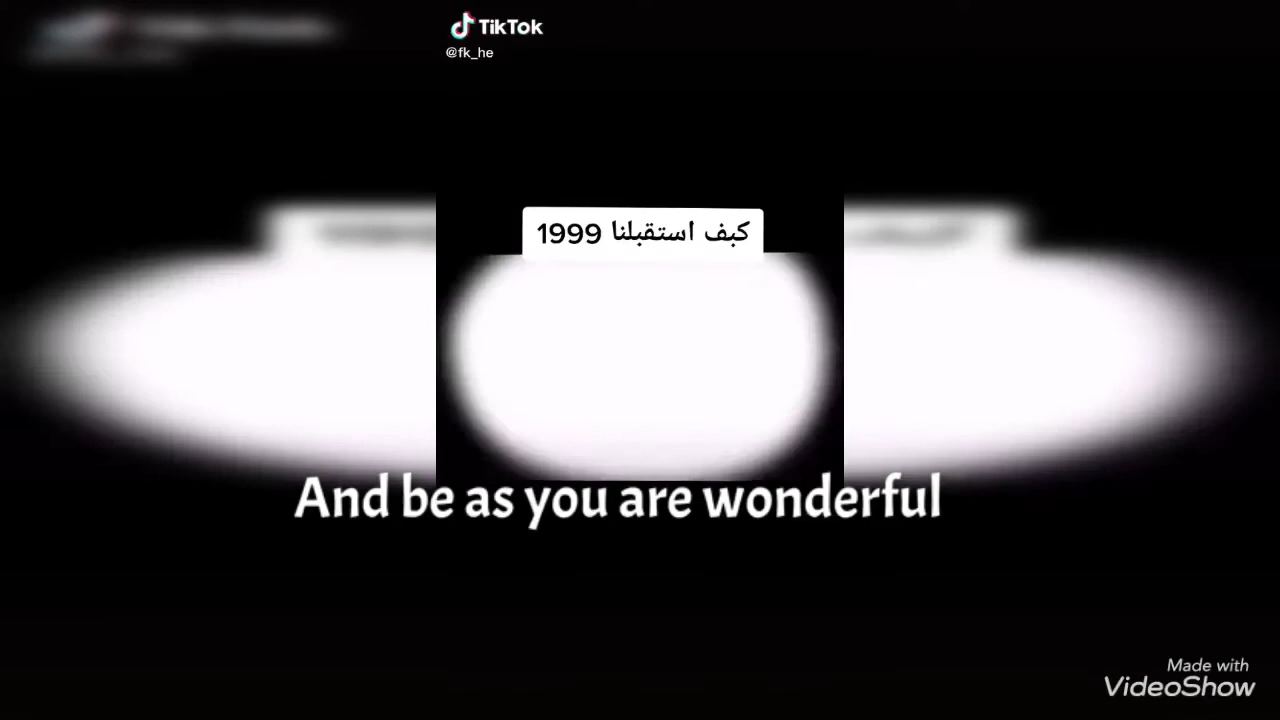 TikTok
@fk_he
كبف استقبلنا 1999
And be as you are wonderful
Made with
VideoShow